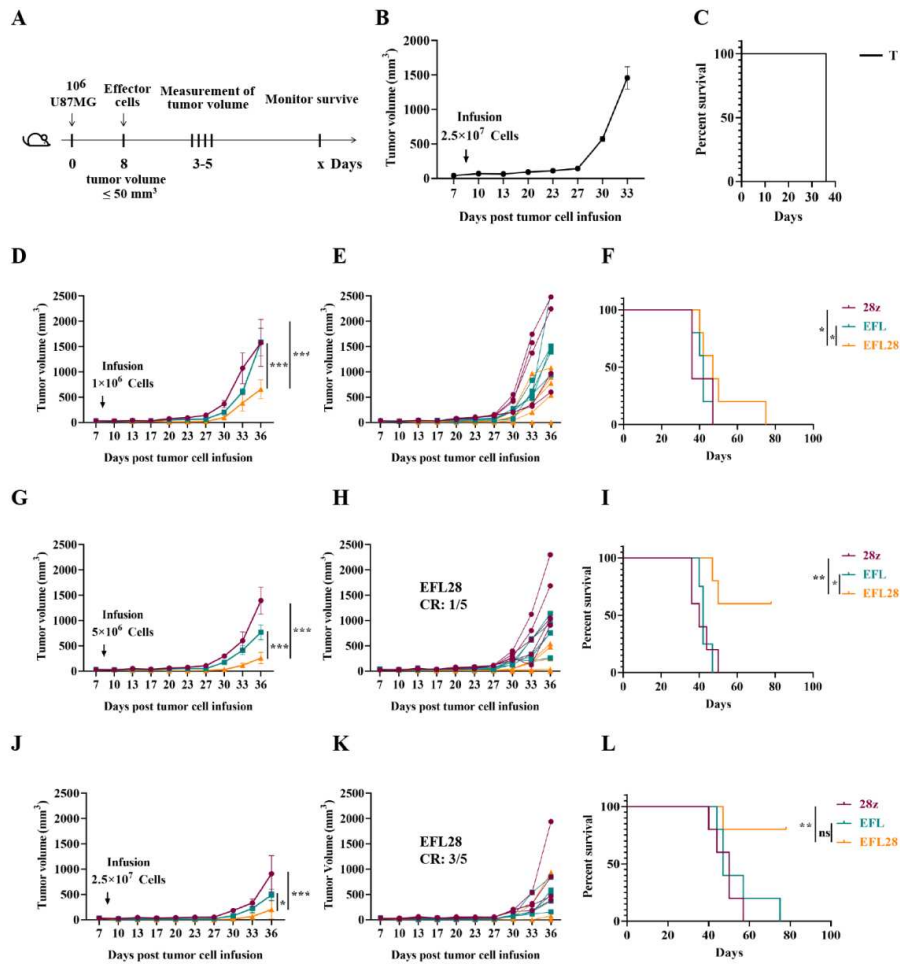 A
10⁶
U87MG
Effector
cells
Measurement of
tumor volume
Monitor survive
0
8
3-5
x Days
tumor volume
≤ 50 mm³
B
Tumor volume (mm³)
2000
1500
1000
500
0
Infusion
2.5×10⁷ Cells
7 10 13 20 23 27 30 33
Days post tumor cell infusion
C
Percent survival
100
50
0
0 10 20 30 40
Days
T
D
Tumor volume (mm³)
2500
2000
1500
1000
500
0
Infusion
1×10⁶ Cells
***
***
7 10 13 17 20 23 27 30 33 36
Days post tumor cell infusion
E
Tumor volume (mm³)
2500
2000
1500
1000
500
0
7 10 13 17 20 23 27 30 33 36
Days post tumor cell infusion
F
Percent survival
100
50
0
0 20 40 60 80 100
Days
28z
EFL
EFL28
*
*
G
Tumor volume (mm³)
2500
2000
1500
1000
500
0
Infusion
5×10⁶ Cells
***
***
7 10 13 17 20 23 27 30 33 36
Days post tumor cell infusion
H
Tumor volume (mm³)
2500
2000
1500
1000
500
0
EFL28
CR: 1/5
7 10 13 17 20 23 27 30 33 36
Days post tumor cell infusion
I
Percent survival
100
50
0
0 20 40 60 80 100
Days
28z
EFL
EFL28
**
*
J
Tumor volume (mm³)
2000
1500
1000
500
0
Infusion
2.5×10⁷ Cells
***
*
7 10 13 17 20 23 27 30 33 36
Days post tumor cell infusion
K
Tumor Volume (mm³)
2500
2000
1500
1000
500
0
EFL28
CR: 3/5
7 10 13 17 20 23 27 30 33 36
Days post tumor cell infusion
L
Percent survival
100
50
0
0 20 40 60 80 100
Days
28z
EFL
EFL28
**
ns